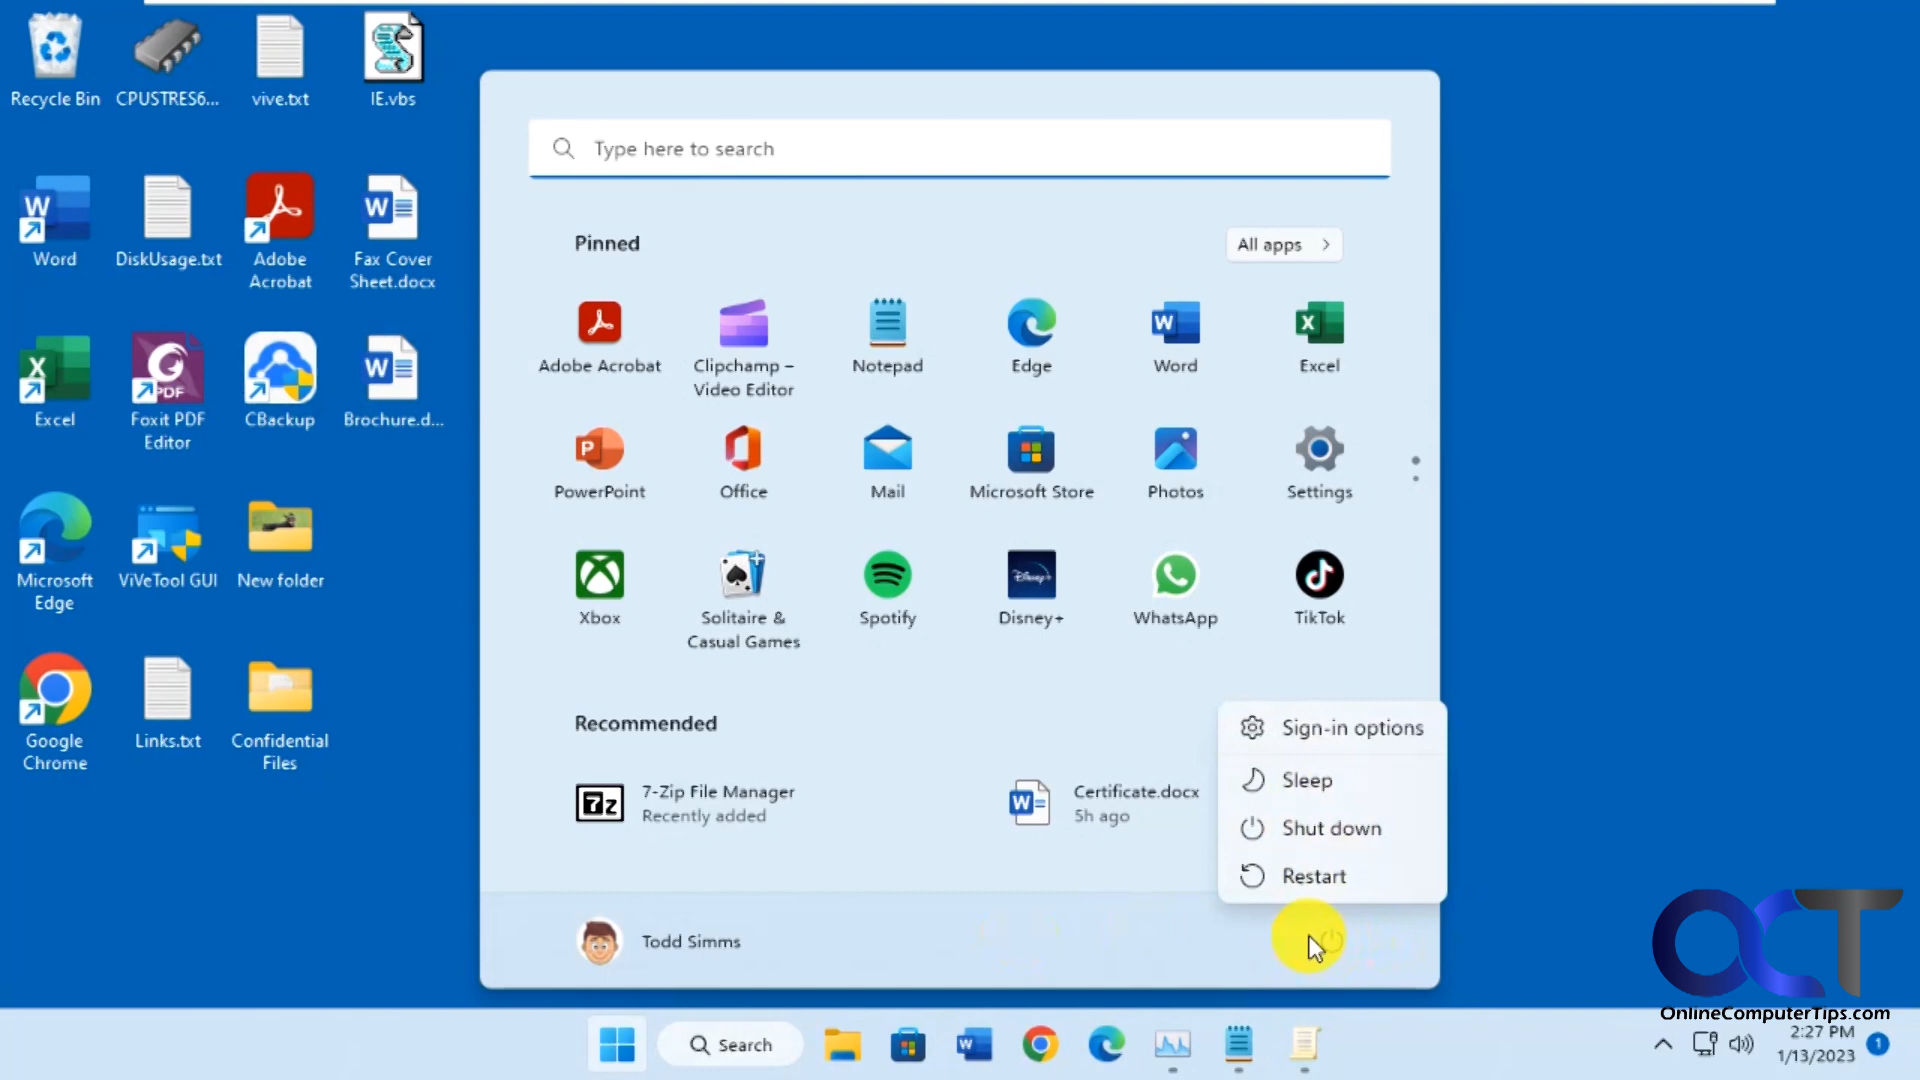 Recycle Bin
CPUSTRES6...
vive.txt
IE.vbs
Word
DiskUsage.txt
Adobe
Acrobat
Fax Cover
Sheet.docx
Excel
Foxit PDF
Editor
CBackup
Brochure.d...
Microsoft
Edge
ViVeTool GUI
New folder
Google
Chrome
Links.txt
Confidential
Files
Type here to search
Pinned
All apps
Adobe Acrobat
Clipchamp –
Video Editor
Notepad
Edge
Word
Excel
PowerPoint
Office
Mail
Microsoft Store
Photos
Settings
Xbox
Solitaire &
Casual Games
Spotify
Disney+
WhatsApp
TikTok
Recommended
7-Zip File Manager
Recently added
Certificate.docx
5h ago
Sign-in options
Sleep
Shut down
Restart
Todd Simms
OCT
OnlineComputerTips.com
Search
2:27 PM
1/13/2023
1